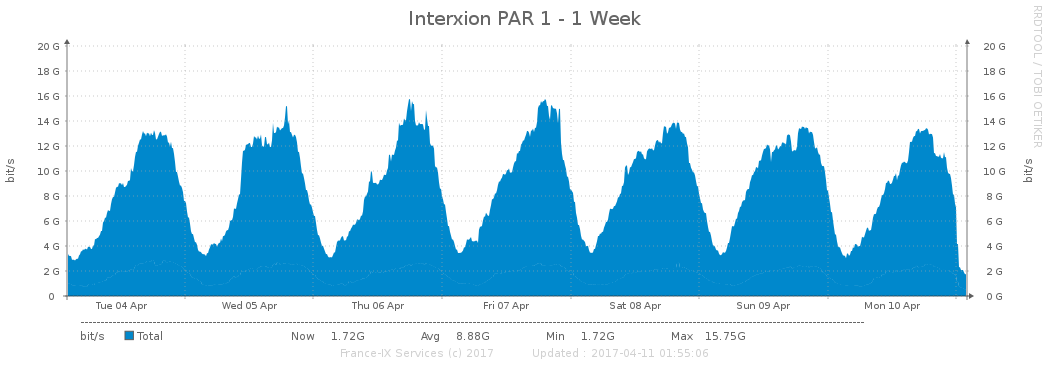 Interxion PAR 1 - 1 Week
RRDTOOL / TOBI OETIKER
20 G 20 G
18 G 18 G
16 G 16 G
14 G 14 G
12 G 12 G
10 G 10 G
8 G 8 G
6 G 6 G
4 G 4 G
2 G 2 G
0 0 G
bit/s
bit/s
Tue 04 Apr Wed 05 Apr Thu 06 Apr Fri 07 Apr Sat 08 Apr Sun 09 Apr Mon 10 Apr
bit/s Total Now 1.72G Avg 8.88G Min 1.72G Max 15.75G
France-IX Services (c) 2017 Updated : 2017-04-11 01:55:06